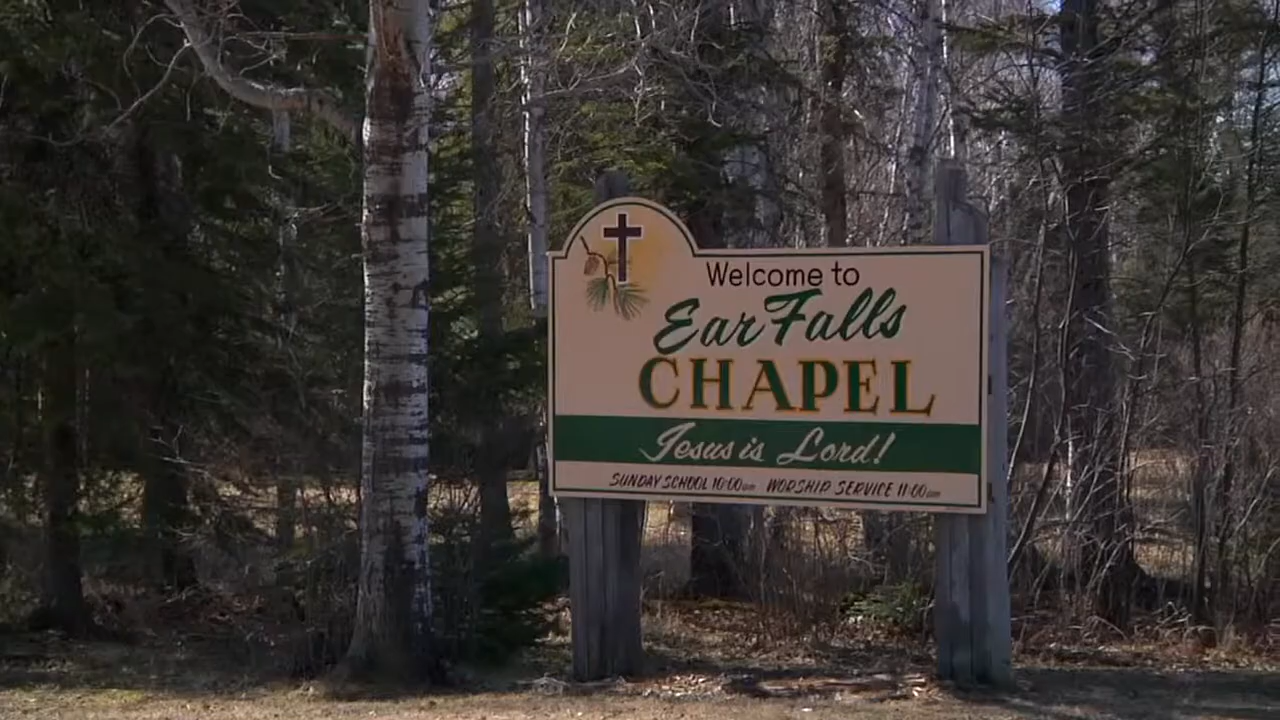 Welcome to
Ear Falls
CHAPEL
Jesus is Lord!
SUNDAY SCHOOL 10:00am WORSHIP SERVICE 11:00am